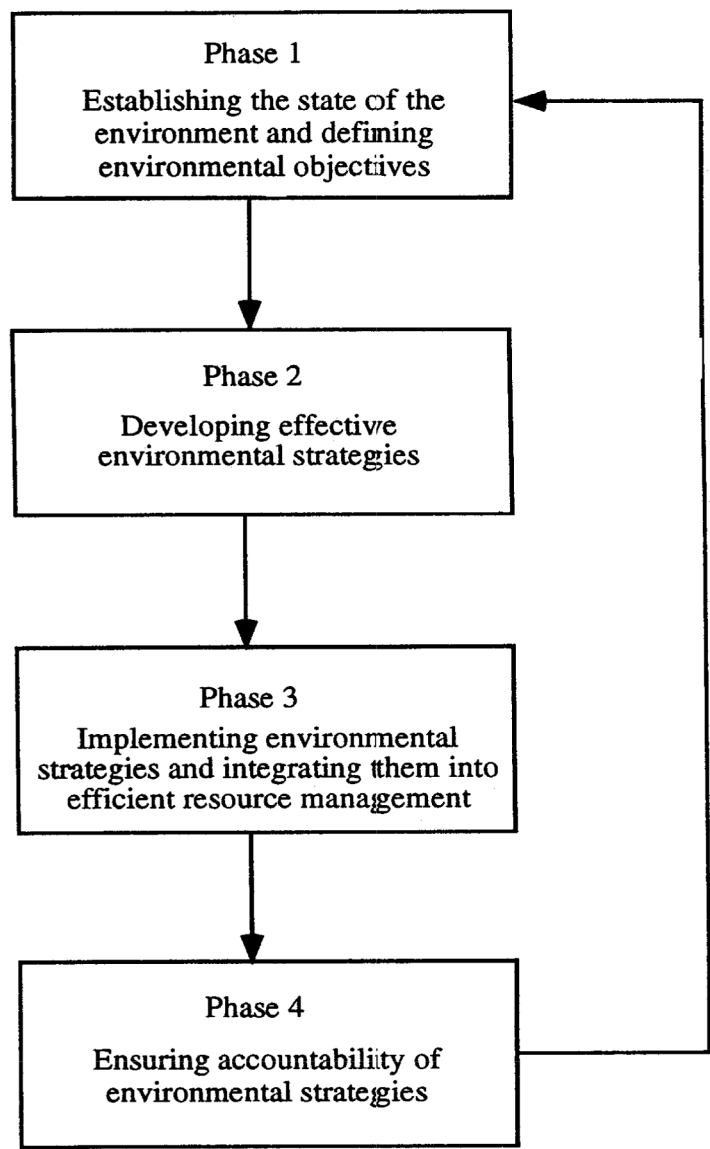 Phase 1
Establishing the state of the
environment and defining
environmental objectives
Phase 2
Developing effective
environmental strategies
Phase 3
Implementing environmental
strategies and integrating them into
efficient resource management
Phase 4
Ensuring accountability of
environmental strategies